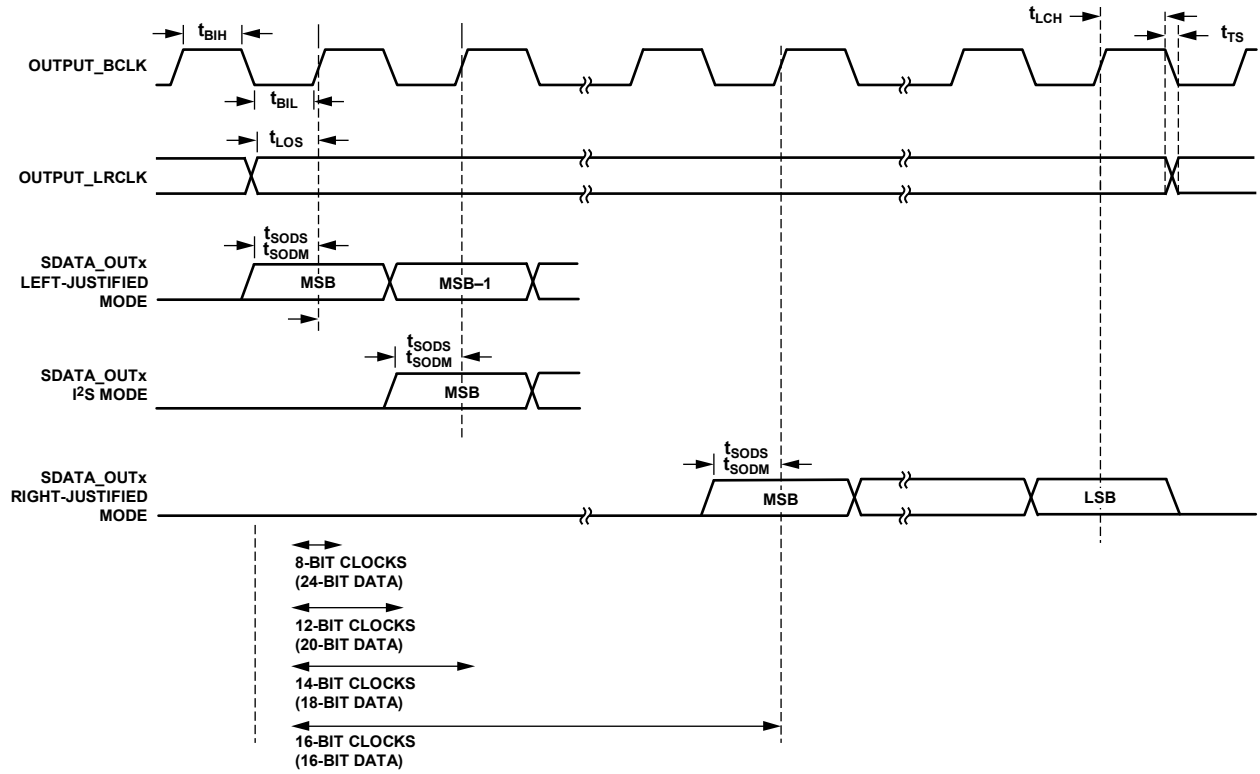 tBIH
tLCH
tTS
OUTPUT_BCLK
tBIL
tLOS
OUTPUT_LRCLK
tSODS
tSODM
SDATA_OUTx
LEFT-JUSTIFIED
MODE
MSB
MSB–1
tSODS
tSODM
SDATA_OUTx
I²S MODE
MSB
tSODS
tSODM
SDATA_OUTx
RIGHT-JUSTIFIED
MODE
MSB
LSB
8-BIT CLOCKS
(24-BIT DATA)
12-BIT CLOCKS
(20-BIT DATA)
14-BIT CLOCKS
(18-BIT DATA)
16-BIT CLOCKS
(16-BIT DATA)